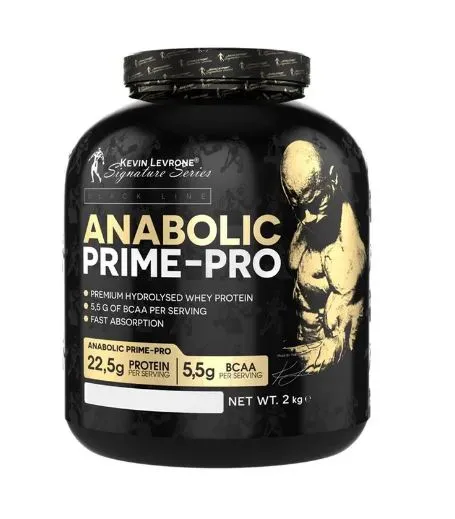 KEVIN LEVRONE®
Signature Series
BLACK LINE
ANABOLIC
PRIME-PRO
PREMIUM HYDROLYSED WHEY PROTEIN
5,5 G OF BCAA PER SERVING
FAST ABSORPTION
ANABOLIC PRIME-PRO
22,5g PROTEIN PER SERVING
5,5g BCAA PER SERVING
NET WT. 2 kg ℮